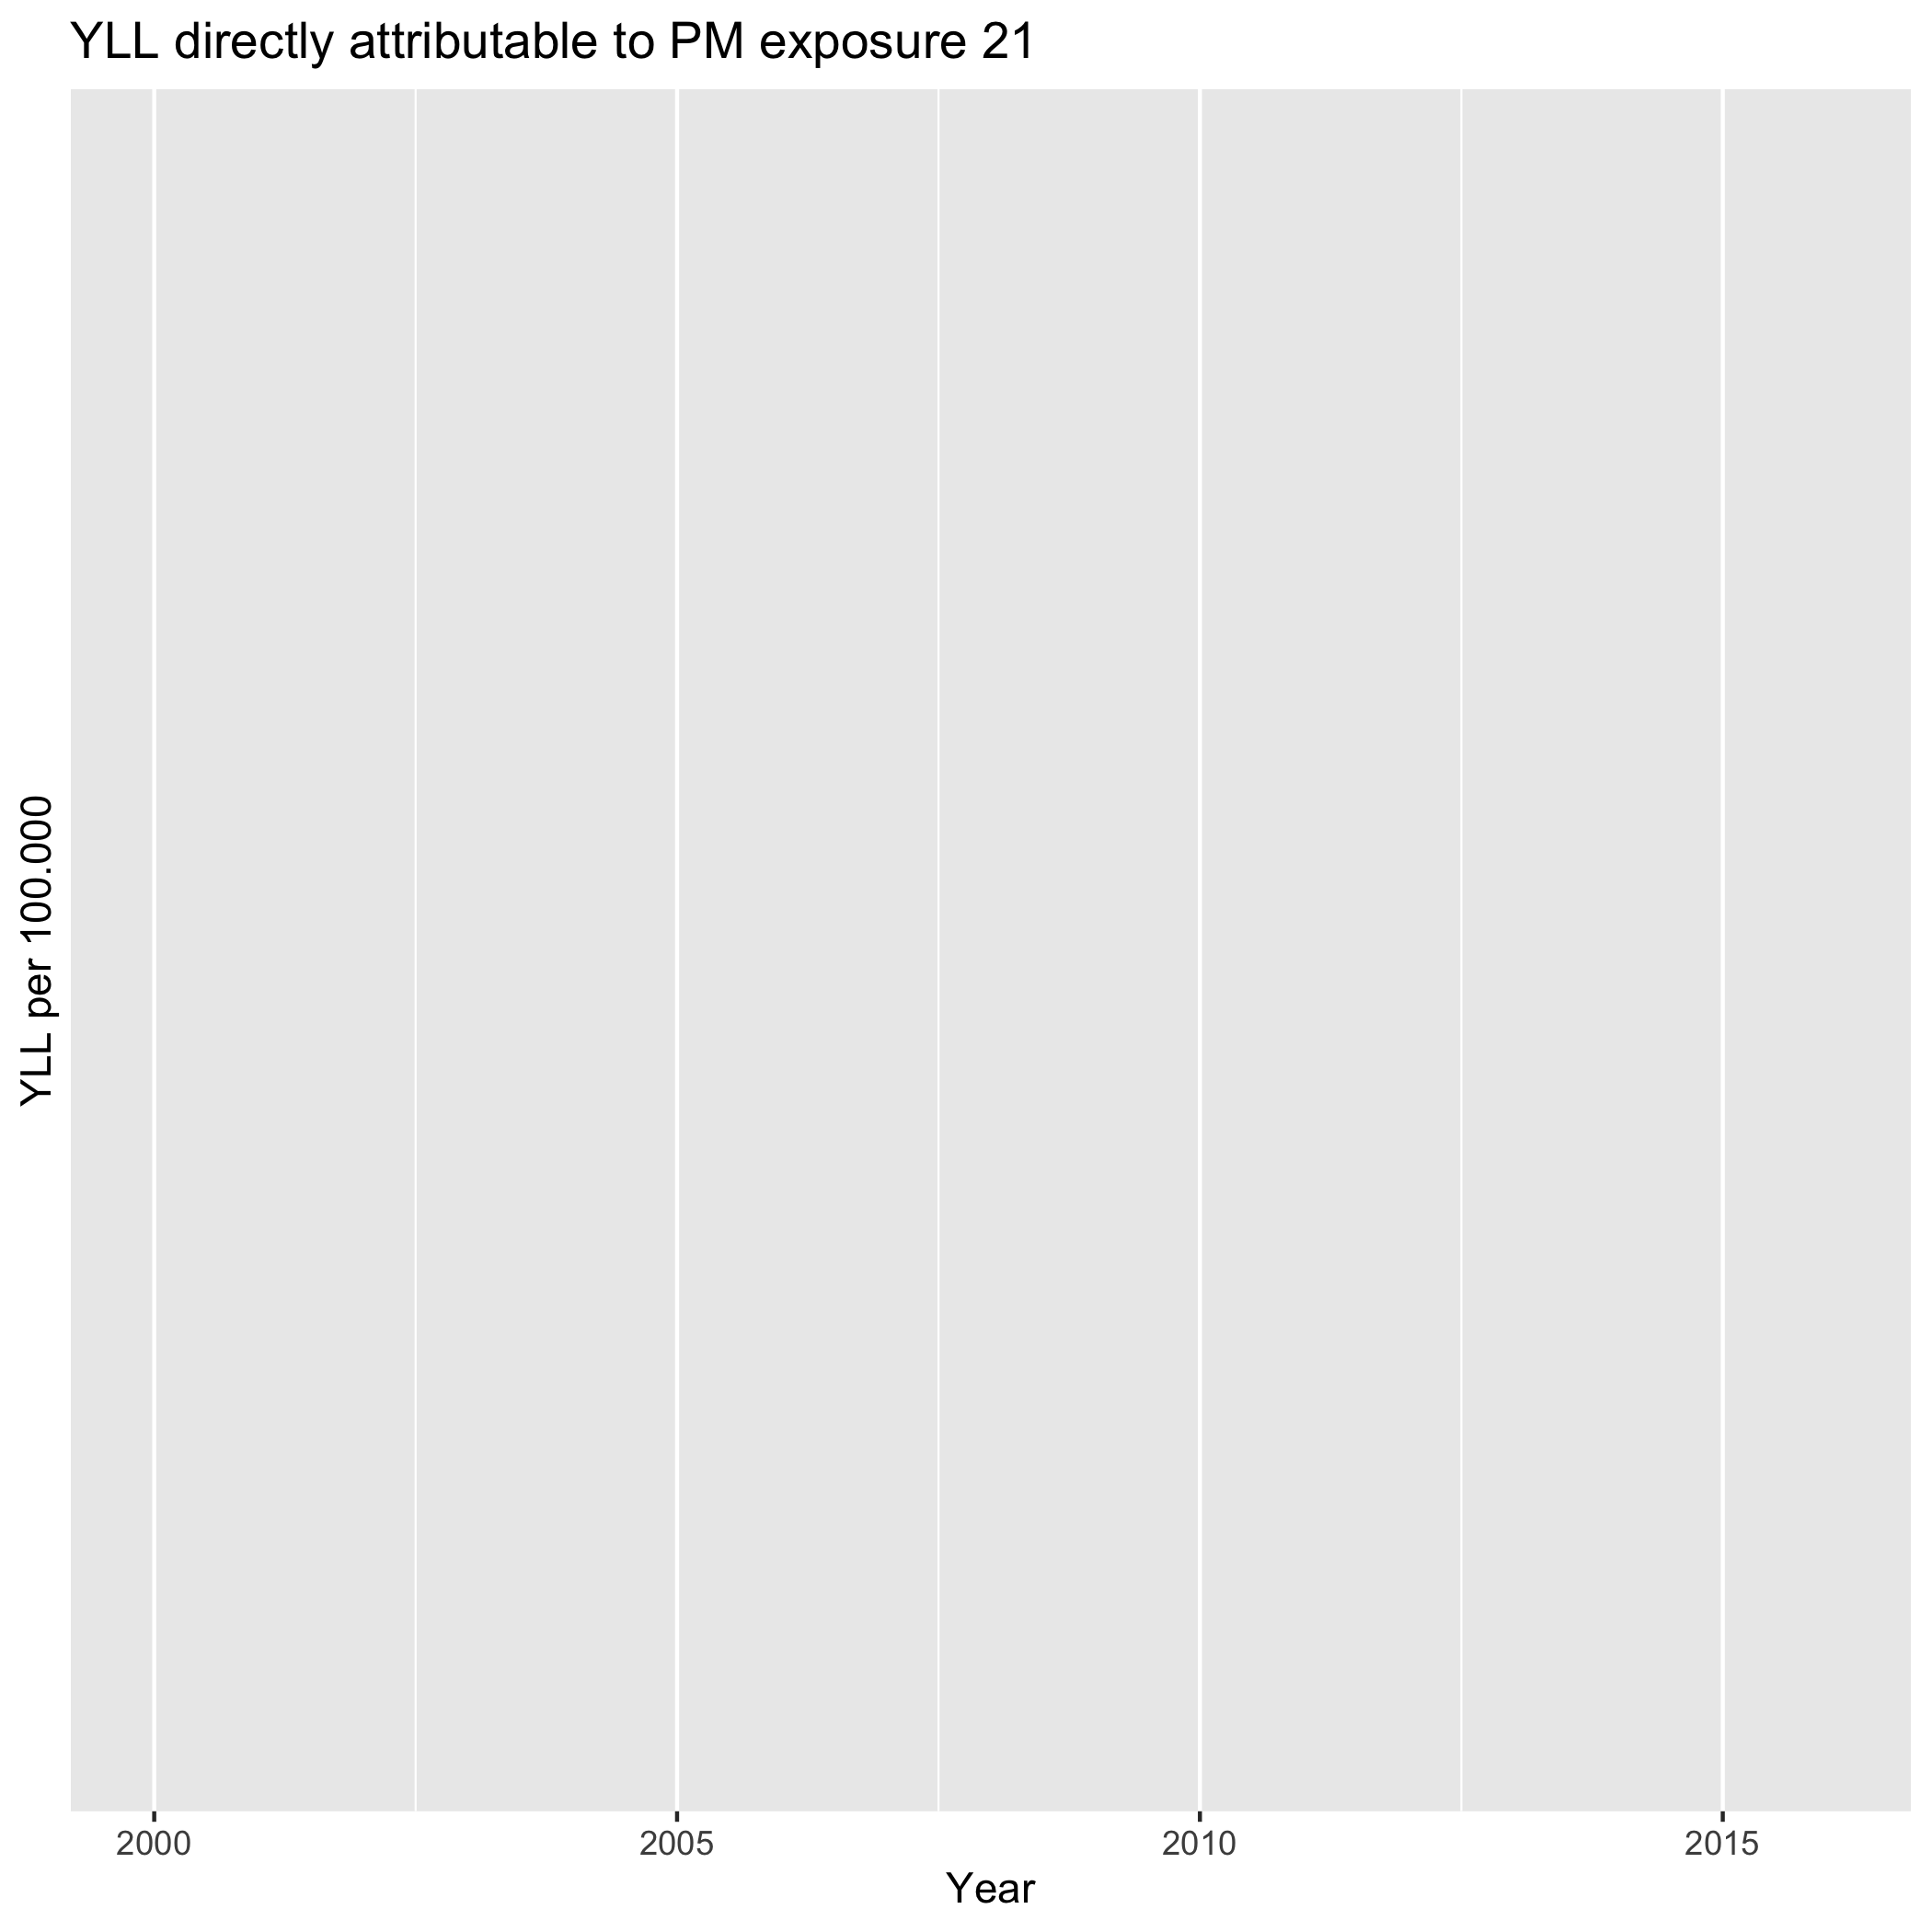 YLL directly attributable to PM exposure 21
YLL per 100.000
2000
2005
2010
2015
Year